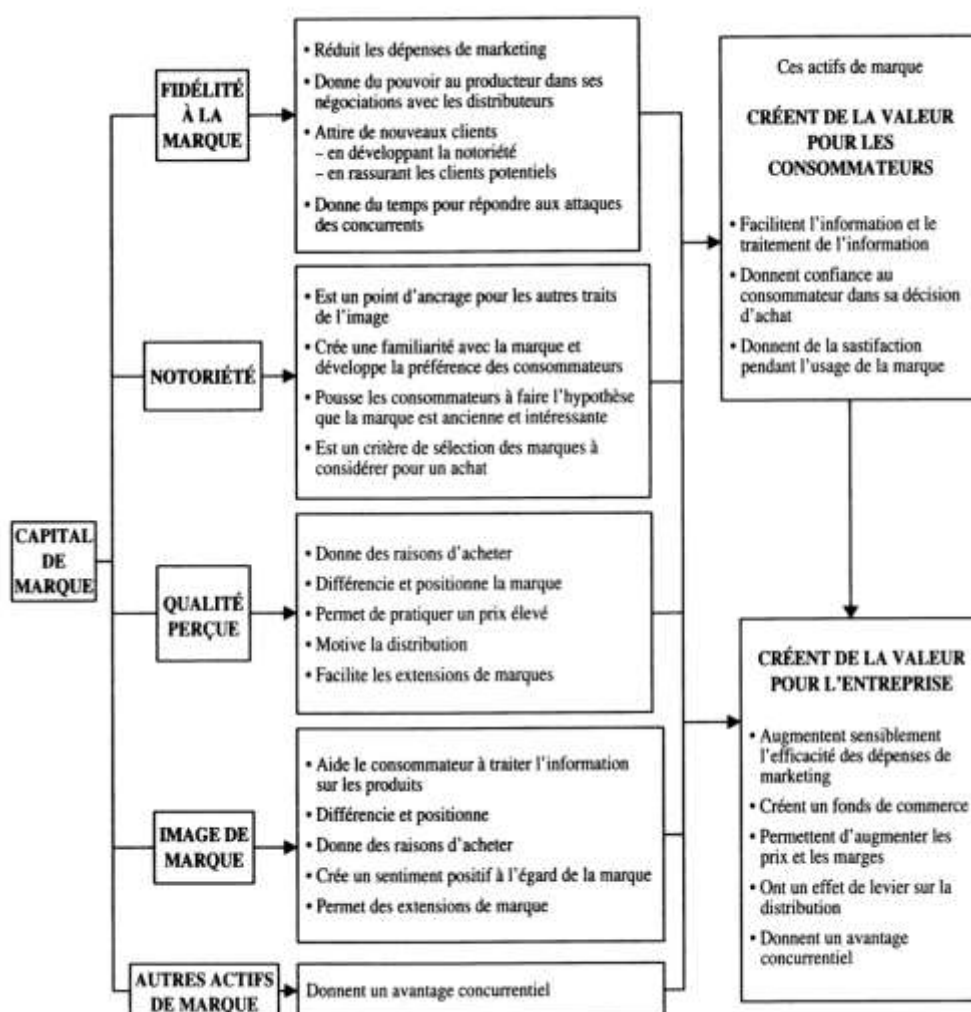 CAPITAL
DE
MARQUE
FIDÉLITÉ
À LA
MARQUE
• Réduit les dépenses de marketing
• Donne du pouvoir au producteur dans ses
négociations avec les distributeurs
• Attire de nouveaux clients
– en développant la notoriété
– en rassurant les clients potentiels
• Donne du temps pour répondre aux attaques
des concurrents
NOTORIÉTÉ
• Est un point d'ancrage pour les autres traits
de l'image
• Crée une familiarité avec la marque et
développe la préférence des consommateurs
• Pousse les consommateurs à faire l'hypothèse
que la marque est ancienne et intéressante
• Est un critère de sélection des marques à
considérer pour un achat
QUALITÉ
PERÇUE
• Donne des raisons d'acheter
• Différencie et positionne la marque
• Permet de pratiquer un prix élevé
• Motive la distribution
• Facilite les extensions de marques
IMAGE DE
MARQUE
• Aide le consommateur à traiter l'information
sur les produits
• Différencie et positionne
• Donne des raisons d'acheter
• Crée un sentiment positif à l'égard de la marque
• Permet des extensions de marque
AUTRES ACTIFS
DE MARQUE
Donnent un avantage concurrentiel
Ces actifs de marque
CRÉENT DE LA VALEUR
POUR LES
CONSOMMATEURS
• Facilitent l'information et le
traitement de l'information
• Donnent confiance au
consommateur dans sa décision
d'achat
• Donnent de la sastifaction
pendant l'usage de la marque
CRÉENT DE LA VALEUR
POUR L'ENTREPRISE
• Augmentent sensiblement
l'efficacité des dépenses de
marketing
• Créent un fonds de commerce
• Permettent d'augmenter les
prix et les marges
• Ont un effet de levier sur la
distribution
• Donnent un avantage
concurrentiel